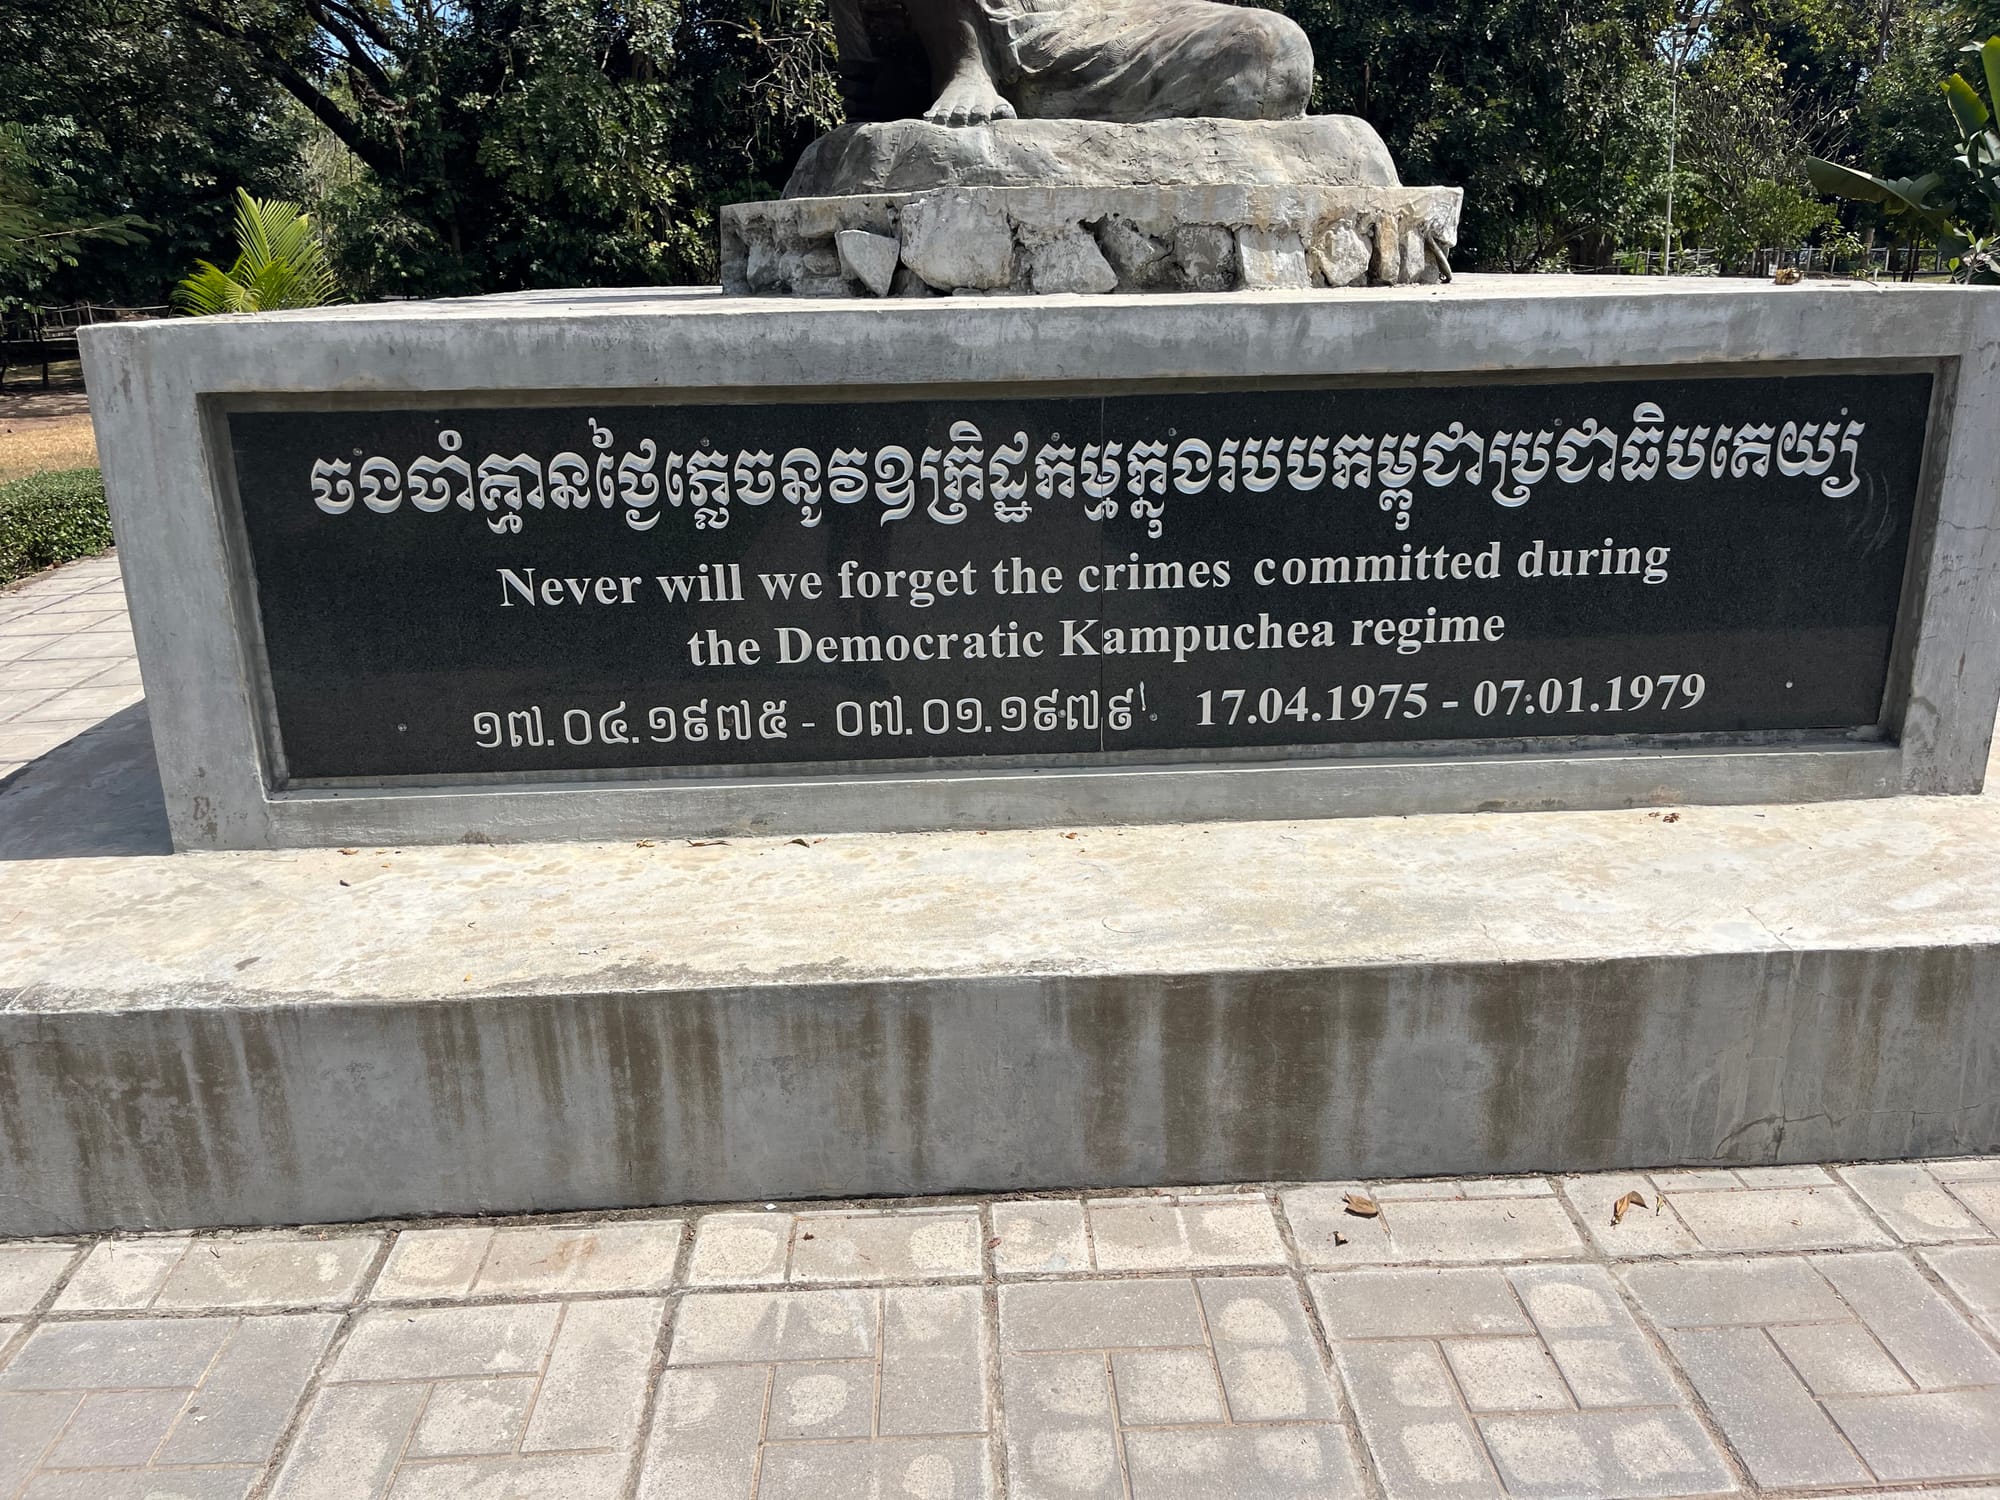 ចងចាំគ្មានថ្ងៃភ្លេចនូវឧក្រិដ្ឋកម្មក្នុងរបបកម្ពុជាប្រជាធិបតេយ្យ
Never will we forget the crimes committed during
the Democratic Kampuchea regime
១៧.០៤.១៩៧៥ - ០៧.០១.១៩៧៩ 17.04.1975 - 07.01.1979